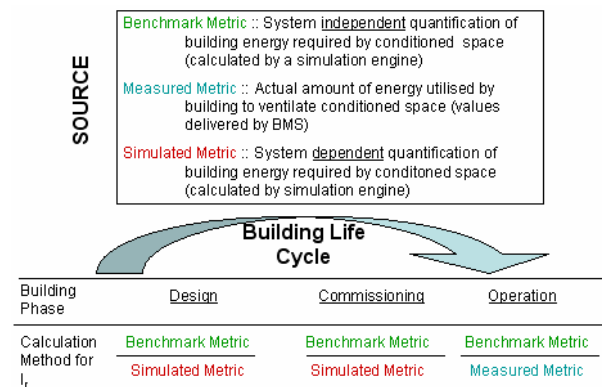 SOURCE
Benchmark Metric :: System independent quantification of
building energy required by conditioned space
(calculated by a simulation engine)
Measured Metric :: Actual amount of energy utilised by
building to ventilate conditioned space (values
delivered by BMS)
Simulated Metric :: System dependent quantification of
building energy required by conditoned space
(calculated by simulation engine)
Building Life
Cycle
Building
Phase
Design
Commissioning
Operation
Calculation
Method for
Ir
Benchmark Metric
Simulated Metric
Benchmark Metric
Simulated Metric
Benchmark Metric
Measured Metric